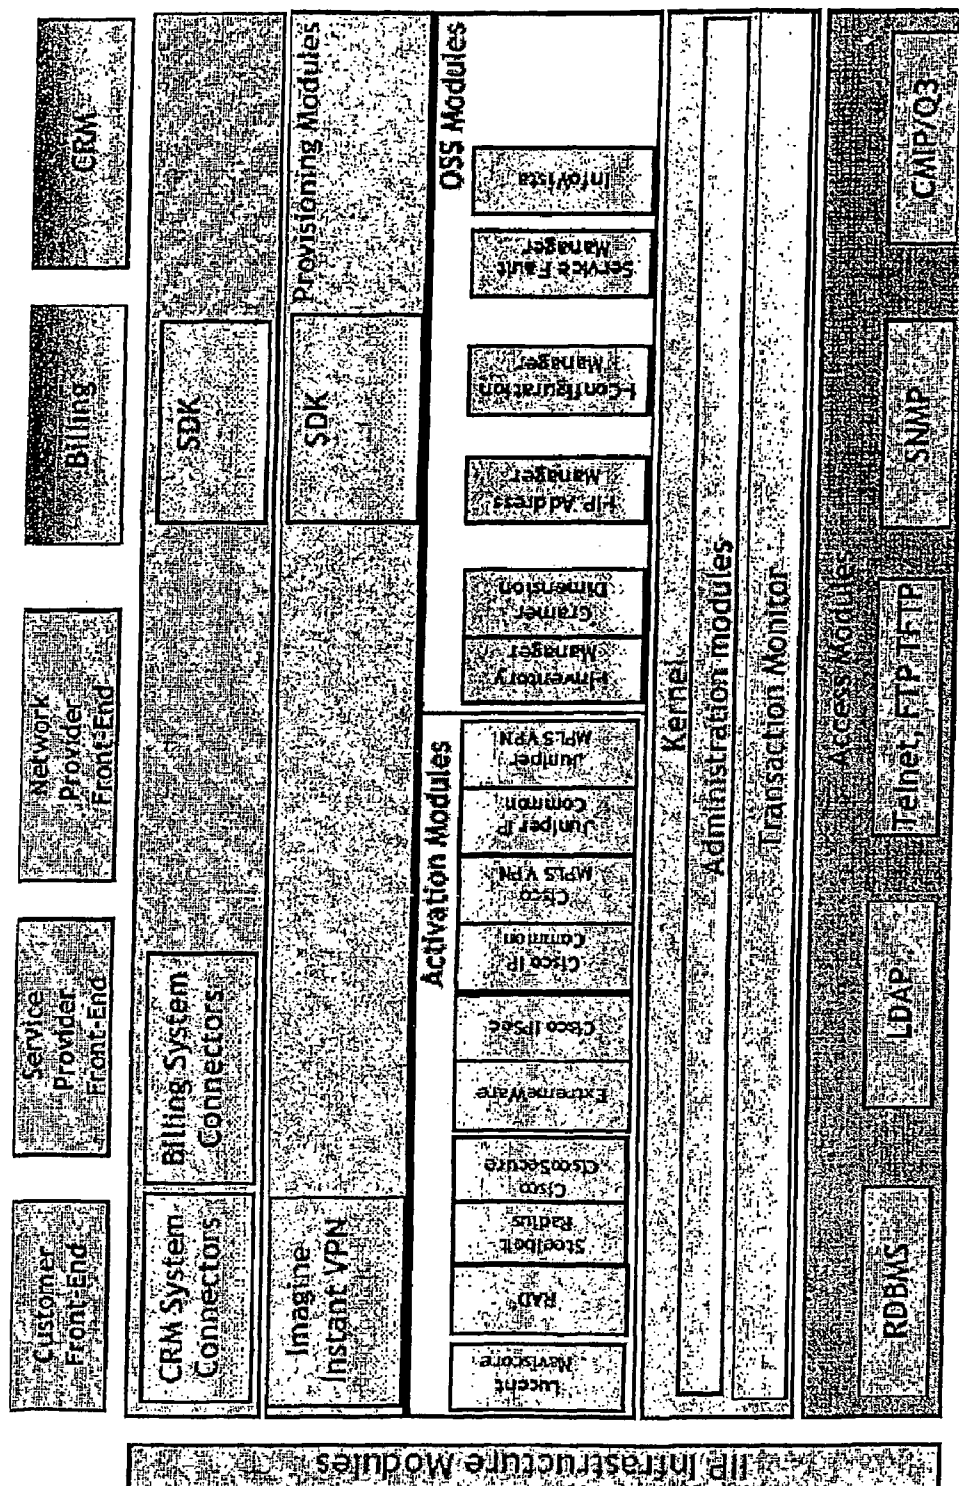 Customer
Front-End
Service
Provider
Front-End
Network
Provider
Front-End
Billing
CRM
CRM System
Connectors
Billing System
Connectors
SDK
Imagine
Instant VPN
SDK
Provisioning Modules
Activation Modules
OSS Modules
Lucent
Naviscore
RAD
Steelbelt
Radius
Cisco
CiscoSecure
ExtremeWare
Cisco IPSec
Cisco IP
Common
Cisco
MPLS VPN
Juniper IP
Common
Juniper
MPLS VPN
I-Inventory
Manager
Cramer
Dimension
I-IP Address
Manager
I-Configuration
Manager
Service Fault
Manager
InfoVista
Kernel
Administration modules
Transaction Monitor
Access Modules
RDBMS
LDAP
Telnet, FTP TFTP
SNMP
CMIP/Q3
Infrastructure Modules